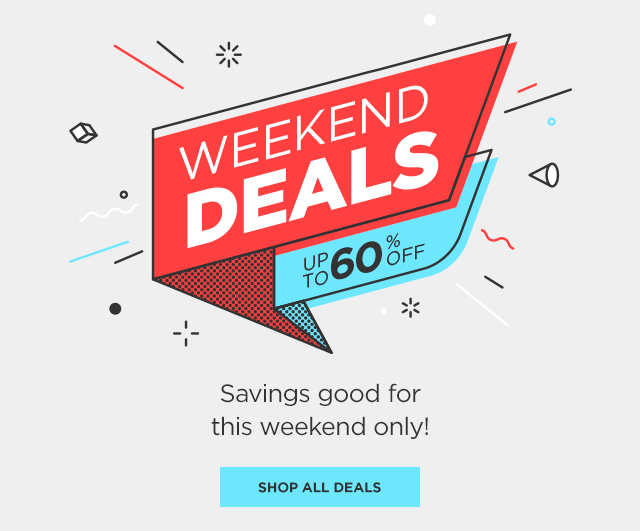 WEEKEND
DEALS
UP TO 60% OFF
Savings good for
this weekend only!
SHOP ALL DEALS